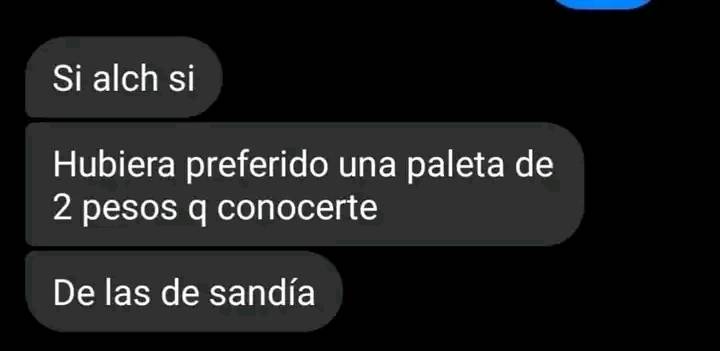 Si alch si
Hubiera preferido una paleta de
2 pesos q conocerte
De las de sandía